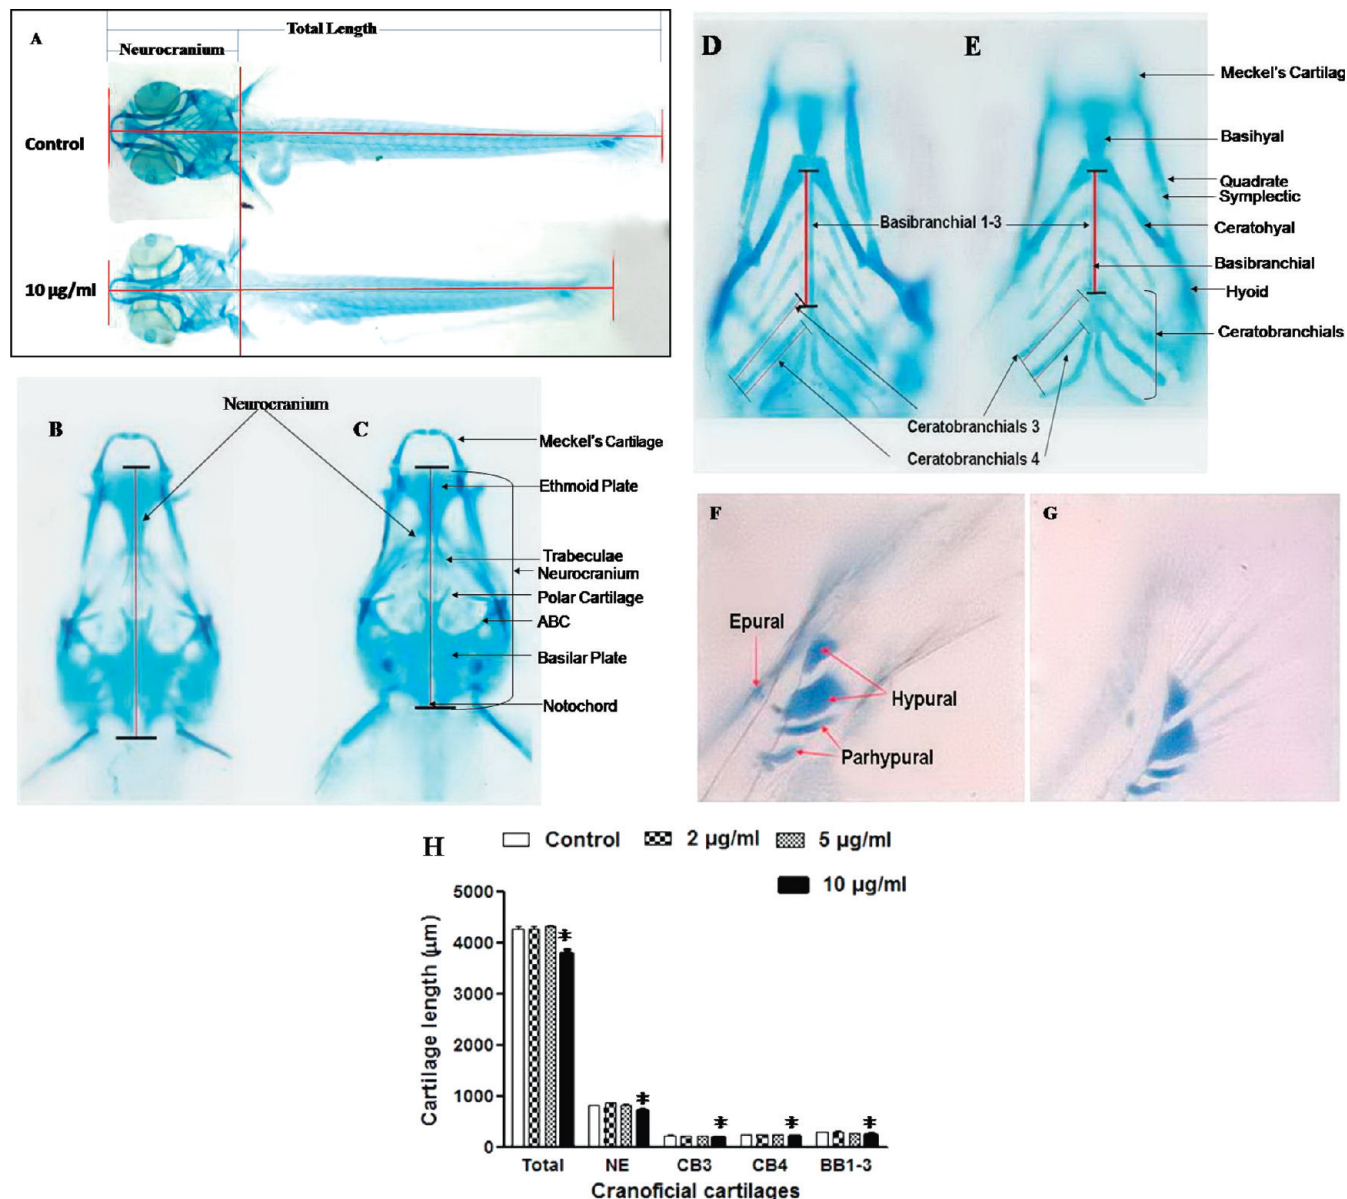 A
Total Length
Neurocranium
Control
10 µg/ml
D
E
Meckel's Cartilag
Basihyal
Quadrate
Symplectic
Basibranchial 1-3
Ceratohyal
Basibranchial
Hyoid
Ceratobranchials
Ceratobranchials 3
Ceratobranchials 4
Neurocranium
B
C
Meckel's Cartilage
Ethmoid Plate
Trabeculae
Neurocranium
Polar Cartilage
ABC
Basilar Plate
Notochord
F
G
Epural
Hypural
Parhypural
H
Control
2 µg/ml
5 µg/ml
10 µg/ml
Cartilage length (µm)
5000
4000
3000
2000
1000
0
*
*
*
*
*
Total
NE
CB3
CB4
BB1-3
Cranoficial cartilages